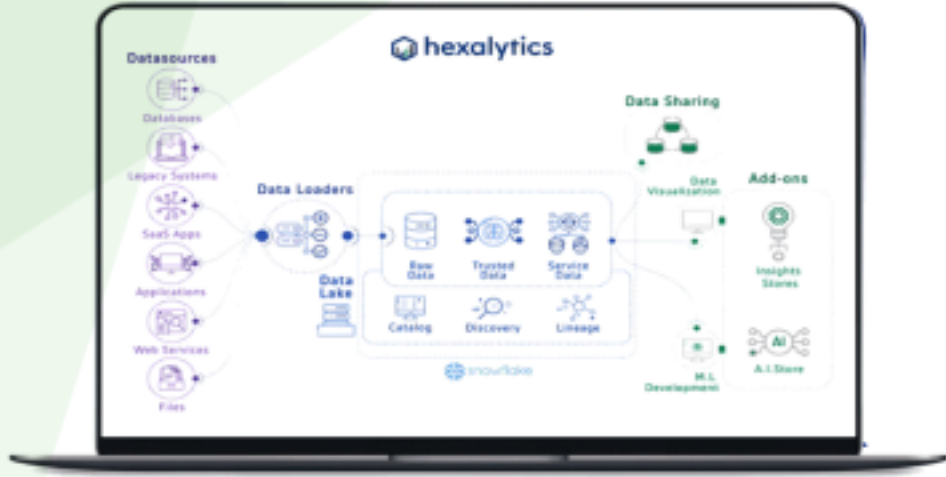 hexalytics
Datasources
Databases
Legacy Systems
SaaS Apps
Applications
Web Services
Files
Data Loaders
Data
Lake
Raw
Data
Trusted
Data
Service
Data
Catalog
Discovery
Lineage
snowflake
Data Sharing
Data
Visualization
M.L
Development
Add-ons
Insights
Stores
AI
A.I.Store